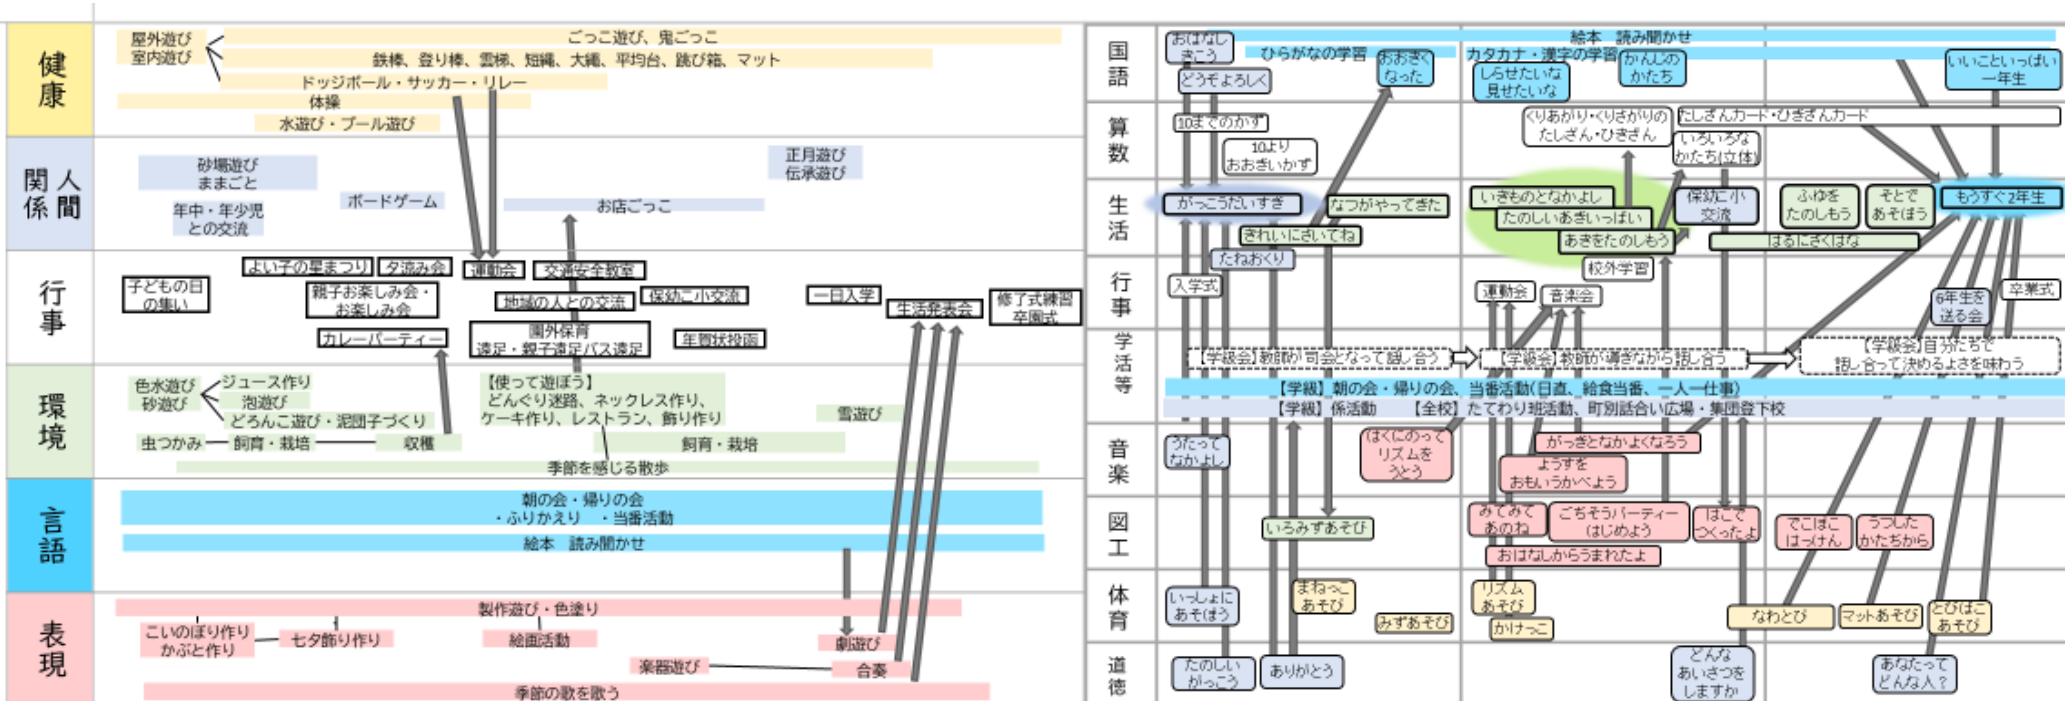 健康
屋外遊び
室内遊び
ごっこ遊び、鬼ごっこ
鉄棒、登り棒、雲梯、短縄、大縄、平均台、跳び箱、マット
ドッジボール・サッカー・リレー
体操
水遊び・プール遊び
人間関係
砂場遊び
ままごと
年中・年少児
との交流
ボードゲーム
お店ごっこ
正月遊び
伝承遊び
行事
子どもの日
の集い
よい子の星まつり
夕涼み会
親子お楽しみ会・
お楽しみ会
カレーパーティー
運動会
交通安全教室
地域の人との交流
保幼こ小交流
園外保育
遠足・親子遠足バス遠足
年賀状投函
一日入学
生活発表会
修了式練習
卒園式
環境
色水遊び
砂遊び
ジュース作り
泡遊び
どろんこ遊び・泥団子づくり
虫つかみ
飼育・栽培
収穫
【使って遊ぼう】
どんぐり迷路、ネックレス作り、
ケーキ作り、レストラン、飾り作り
雪遊び
飼育・栽培
季節を感じる散歩
言語
朝の会・帰りの会
・ふりかえり ・当番活動
絵本 読み聞かせ
表現
製作遊び・色塗り
こいのぼり作り
かぶと作り
七夕飾り作り
絵画活動
劇遊び
楽器遊び
合奏
季節の歌を歌う
国語
おはなし
きこう
どうぞよろしく
絵本 読み聞かせ
ひらがなの学習
おおきく
なった
カタカナ・漢字の学習
しらせたいな
見せたいな
かんじの
かたち
いいこといっぱい
一年生
算数
10までのかず
10より
おおきいかず
くりあがり・くりさがりの
たしざん・ひきざん
たしざんカード・ひきざんカード
いろいろな
かたち(立体)
生活
がっこうだいすき
なつがやってきた
きれいにさいてね
たねおくり
いきものとなかよし
たのしいあきいっぱい
あきをたのしもう
保幼こ小
交流
ふゆを
たのしもう
そとで
あそぼう
もうすぐ2年生
はるにさくはな
行事
入学式
校外学習
運動会
音楽会
6年生を
送る会
卒業式
学活等
【学級会】教師が司会となって話し合う
【学級会】教師が導きながら話し合う
【学級会】自分たちで
話し合って決めるよさを味わう
【学級】朝の会・帰りの会、当番活動(日直、給食当番、一人一仕事)
【学級】係活動 【全校】たてわり班活動、町別話合い広場・集団登下校
音楽
うたって
なかよし
はくにのって
リズムを
うとう
がっきとなかよくなろう
ようすを
おもいうかべよう
図工
いろみずあそび
みてみて
あのね
ごちそうパーティー
はじめよう
はこで
つくったよ
おはなしからうまれたよ
でこぼこ
はっけん
うつした
かたちから
体育
いっしょに
あそぼう
まねっこ
あそび
みずあそび
リズム
あそび
かけっこ
なわとび
マットあそび
とびばこ
あそび
道徳
たのしい
がっこう
ありがとう
どんな
あいさつを
しますか
あなたって
どんな人?